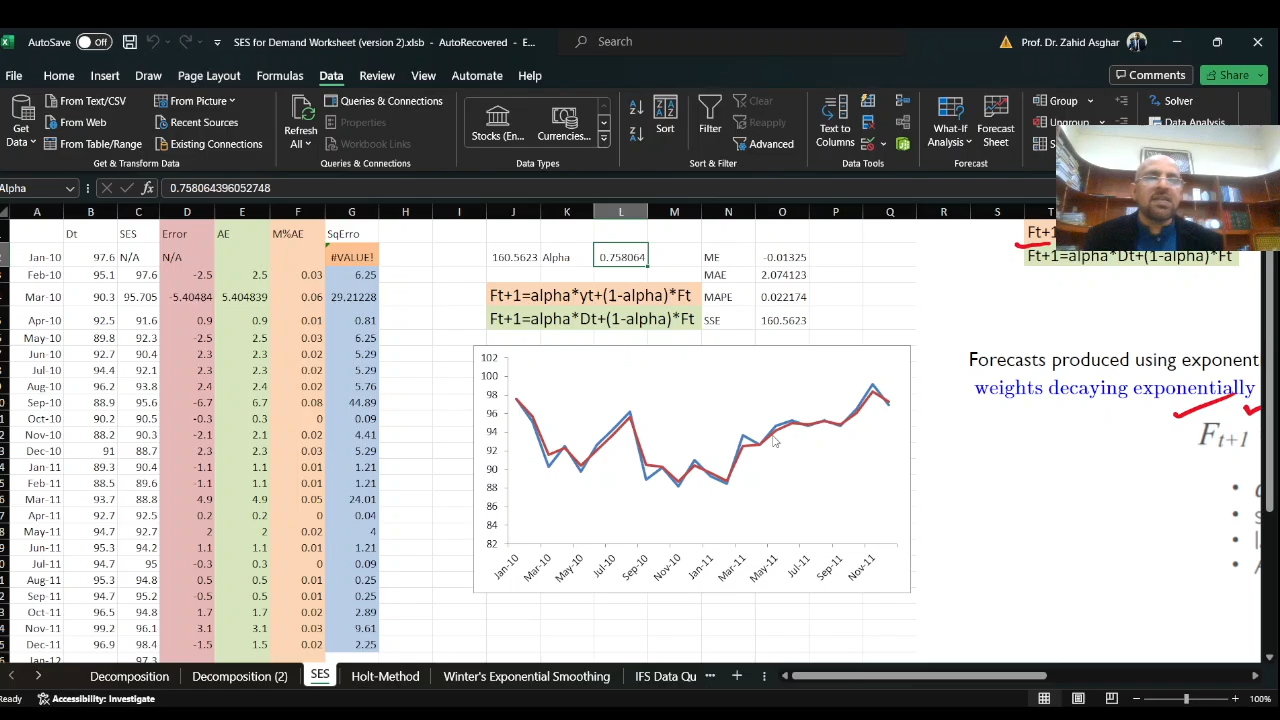 AutoSave Off SES for Demand Worksheet (version 2).xlsb - AutoRecovered - E... Search Prof. Dr. Zahid Asghar
File Home Insert Draw Page Layout Formulas Data Review View Automate Help Comments Share
Get Data From Text/CSV From Picture Refresh All Queries & Connections Stocks (En... Currencies... Sort Filter Clear Text to Columns What-If Analysis Forecast Sheet Group Solver
From Web Recent Sources Properties Reapply Ungroup Data Analysis
From Table/Range Existing Connections Workbook Links Advanced
Get & Transform Data Queries & Connections Data Types Sort & Filter Data Tools Forecast
Alpha fx 0.758064396052748
A B C D E F G H I J K L M N O P Q R S T
Dt SES Error AE M%AE SqErro Ft+1
Jan-10 97.6 N/A N/A #VALUE! 160.5623 Alpha 0.758064 ME -0.01325 Ft+1=alpha*Dt+(1-alpha)*Ft
Feb-10 95.1 97.6 -2.5 2.5 0.03 6.25 MAE 2.074123
Mar-10 90.3 95.705 -5.40484 5.404839 0.06 29.21228 Ft+1=alpha*yt+(1-alpha)*Ft MAPE 0.022174
Apr-10 92.5 91.6 0.9 0.9 0.01 0.81 Ft+1=alpha*Dt+(1-alpha)*Ft SSE 160.5623
May-10 89.8 92.3 -2.5 2.5 0.03 6.25
Jun-10 92.7 90.4 2.3 2.3 0.02 5.29
Jul-10 94.4 92.1 2.3 2.3 0.02 5.29
Aug-10 96.2 93.8 2.4 2.4 0.02 5.76
Sep-10 88.9 95.6 -6.7 6.7 0.08 44.89
Oct-10 90.2 90.5 -0.3 0.3 0 0.09
Nov-10 88.2 90.3 -2.1 2.1 0.02 4.41
Dec-10 91 88.7 2.3 2.3 0.03 5.29
Jan-11 89.3 90.4 -1.1 1.1 0.01 1.21
Feb-11 88.5 89.6 -1.1 1.1 0.01 1.21
Mar-11 93.7 88.8 4.9 4.9 0.05 24.01
Apr-11 92.7 92.5 0.2 0.2 0 0.04
May-11 94.7 92.7 2 2 0.02 4
Jun-11 95.3 94.2 1.1 1.1 0.01 1.21
Jul-11 94.7 95 -0.3 0.3 0 0.09
Aug-11 95.3 94.8 0.5 0.5 0.01 0.25
Sep-11 94.7 95.2 -0.5 0.5 0.01 0.25
Oct-11 96.5 94.8 1.7 1.7 0.02 2.89
Nov-11 99.2 96.1 3.1 3.1 0.03 9.61
Dec-11 96.9 98.4 -1.5 1.5 0.02 2.25
Jan-12 97.3
102
100
98
96
94
92
90
88
86
84
82
Jan-10 Mar-10 May-10 Jul-10 Sep-10 Nov-10 Jan-11 Mar-11 May-11 Jul-11 Sep-11 Nov-11
Forecasts produced using exponent
weights decaying exponentially
Ft+1
Decomposition Decomposition (2) SES Holt-Method Winter's Exponential Smoothing IFS Data Qu ...
Ready Accessibility: Investigate 100%